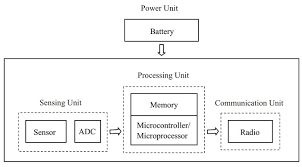 Power Unit
Battery
Processing Unit
Sensing Unit
Memory
Communication Unit
Sensor
ADC
Microcontroller/
Microprocessor
Radio